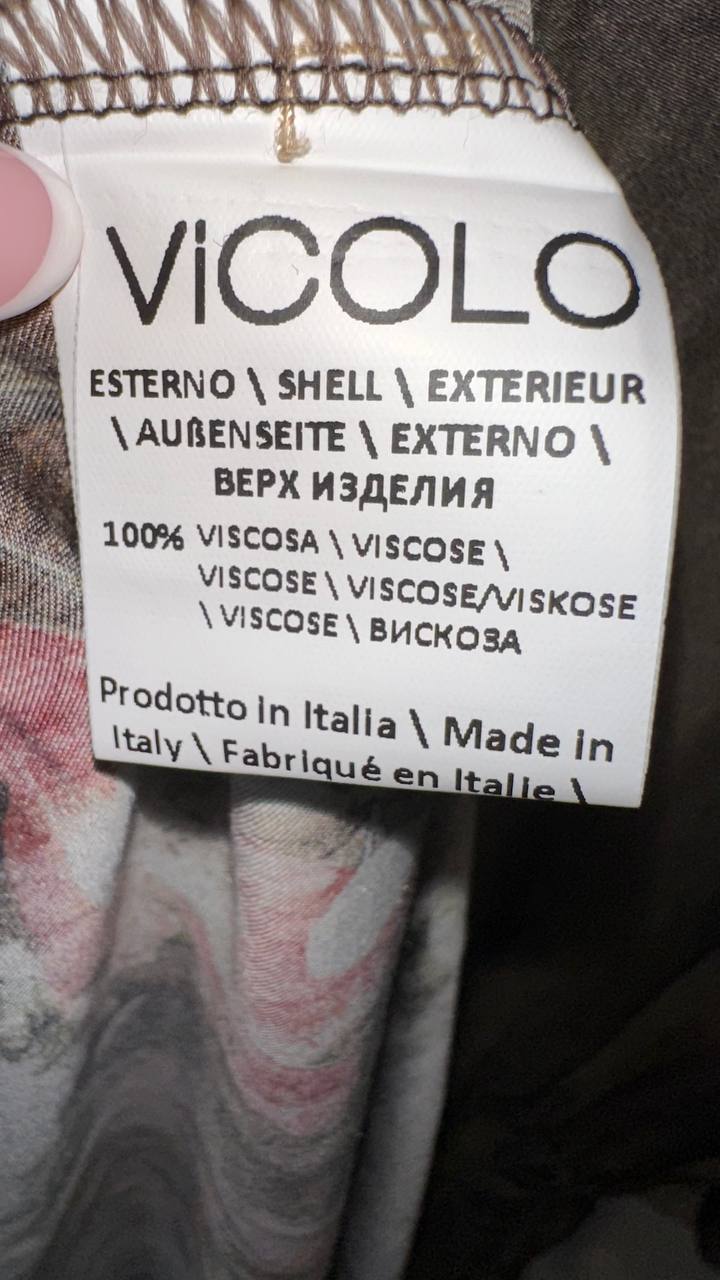 ViCOLO
ESTERNO \ SHELL \ EXTERIEUR
\ AUßENSEITE \ EXTERNO \
ВЕРХ ИЗДЕЛИЯ
100% VISCOSA \ VISCOSE \
VISCOSE \ VISCOSE/VISKOSE
\ VISCOSE \ ВИСКОЗА
Prodotto in Italia \ Made in
Italy \ Fabriqué en Italie \